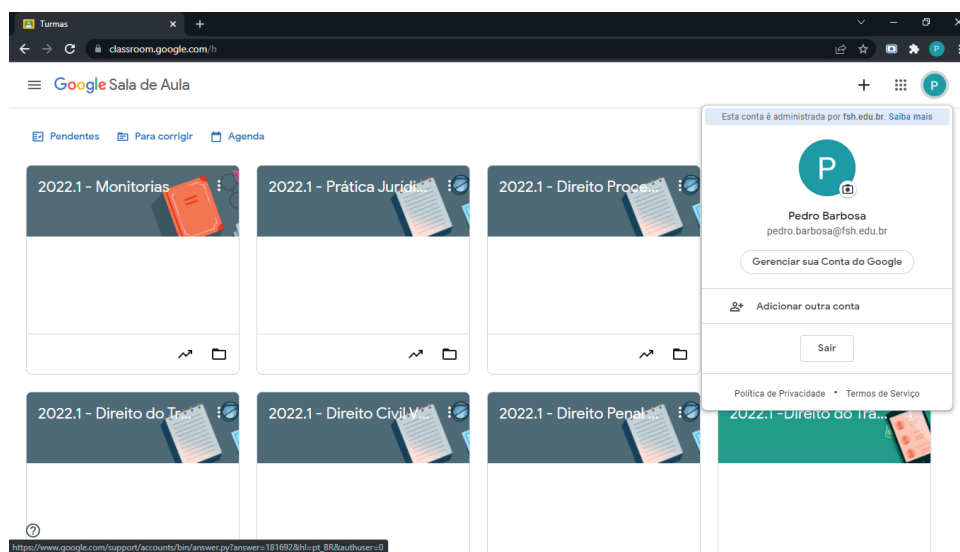 Turmas
classroom.google.com/h
P
Google Sala de Aula
P
Esta conta é administrada por fsh.edu.br. Saiba mais
P
Pedro Barbosa
pedro.barbosa@fsh.edu.br
Gerenciar sua Conta do Google
Adicionar outra conta
Sair
Política de Privacidade • Termos de Serviço
Pendentes Para corrigir Agenda
2022.1 - Monitorias
2022.1 - Prática Jurídi...
2022.1 - Direito Proce...
2022.1 - Direito do Tr...
2022.1 - Direito Civil V...
2022.1 - Direito Penal ...
2022.1 -Direito do Tra...
https://www.google.com/support/accounts/bin/answer.py?answer=181692&hl=pt_BR&authuser=0